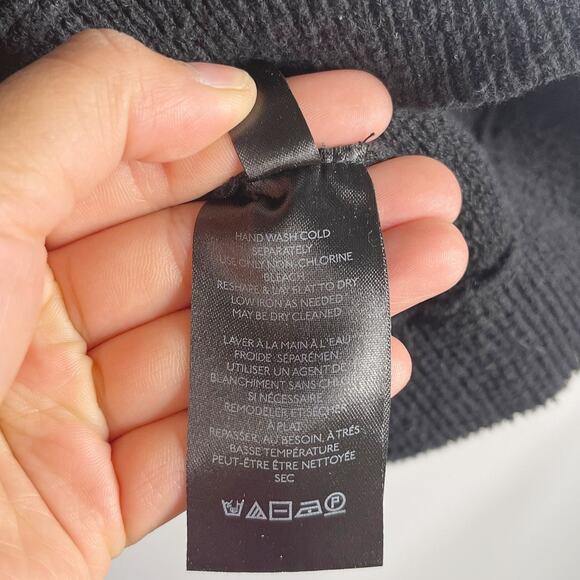 HAND WASH COLD
SEPARATELY
USE ONLY NON-CHLORINE
BLEACH
RESHAPE & LAY FLAT TO DRY
LOW IRON AS NEEDED
MAY BE DRY CLEANED
LAVER À LA MAIN À L'EAU
FROIDE SÉPARÉMEN
UTILISER UN AGENT DE
BLANCHIMENT SANS CHLO
SI NÉCESSAIRE
REMODELER ET SÉCHER
À PLAT
REPASSER, AU BESOIN, À TRÈS
BASSE TEMPÉRATURE
PEUT-ÊTRE ÊTRE NETTOYÉE
SEC
P